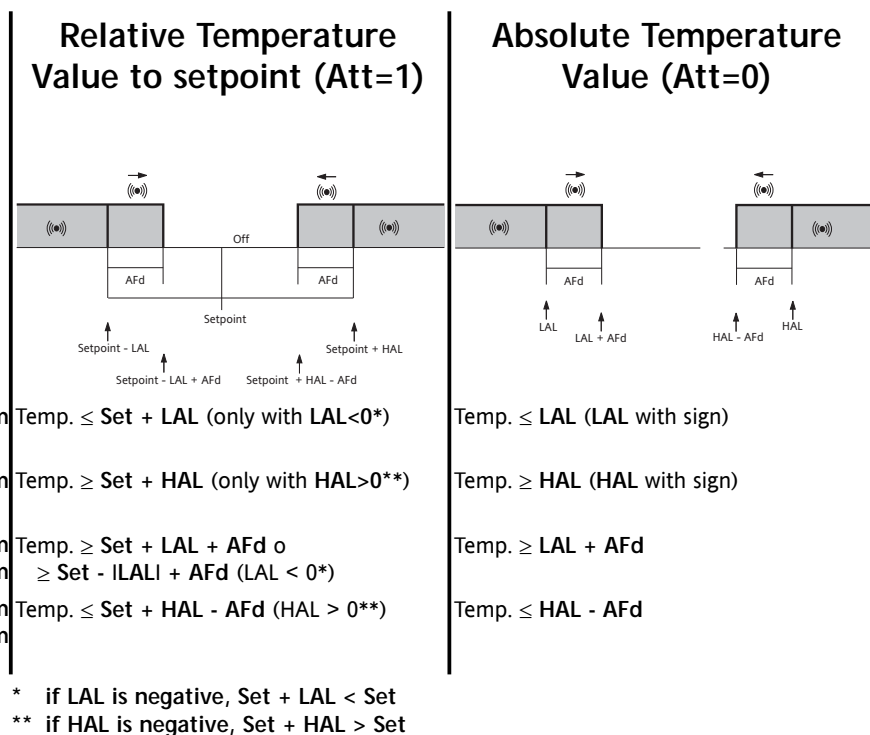 Relative Temperature
Value to setpoint (Att=1)
Absolute Temperature
Value (Att=0)
Off
AFd
AFd
Setpoint
Setpoint - LAL
Setpoint + HAL
Setpoint - LAL + AFd
Setpoint + HAL - AFd
AFd
AFd
LAL
LAL + AFd
HAL - AFd
HAL
Temp. ≤ Set + LAL (only with LAL<0*)
Temp. ≤ LAL (LAL with sign)
Temp. ≥ Set + HAL (only with HAL>0**)
Temp. ≥ HAL (HAL with sign)
Temp. ≥ Set + LAL + AFd o
≥ Set - ILALI + AFd (LAL < 0*)
Temp. ≥ LAL + AFd
Temp. ≤ Set + HAL - AFd (HAL > 0**)
Temp. ≤ HAL - AFd
* if LAL is negative, Set + LAL < Set
** if HAL is negative, Set + HAL > Set